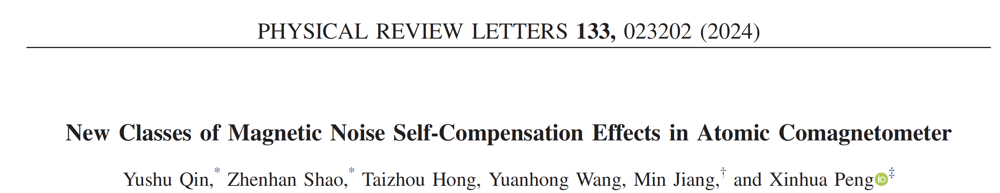 PHYSICAL REVIEW LETTERS 133, 023202 (2024)
New Classes of Magnetic Noise Self-Compensation Effects in Atomic Comagnetometer
Yushu Qin,* Zhenhan Shao,* Taizhou Hong, Yuanhong Wang, Min Jiang,† and Xinhua Peng iD ‡